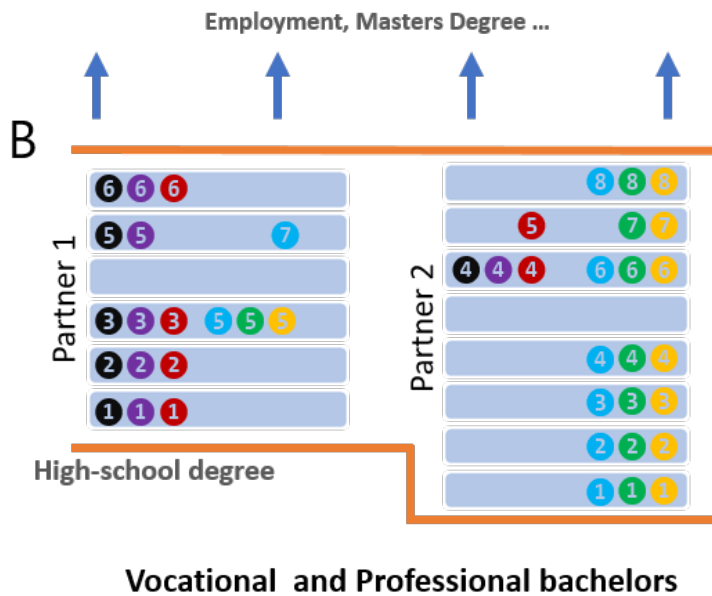 Employment, Masters Degree ...
B
Partner 1
6 6 6
5 5 7
3 3 3 5 5 5
2 2 2
1 1 1
Partner 2
8 8 8
5 7 7
4 4 4 6 6 6
4 4 4
3 3 3
2 2 2
1 1 1
High-school degree
Vocational and Professional bachelors